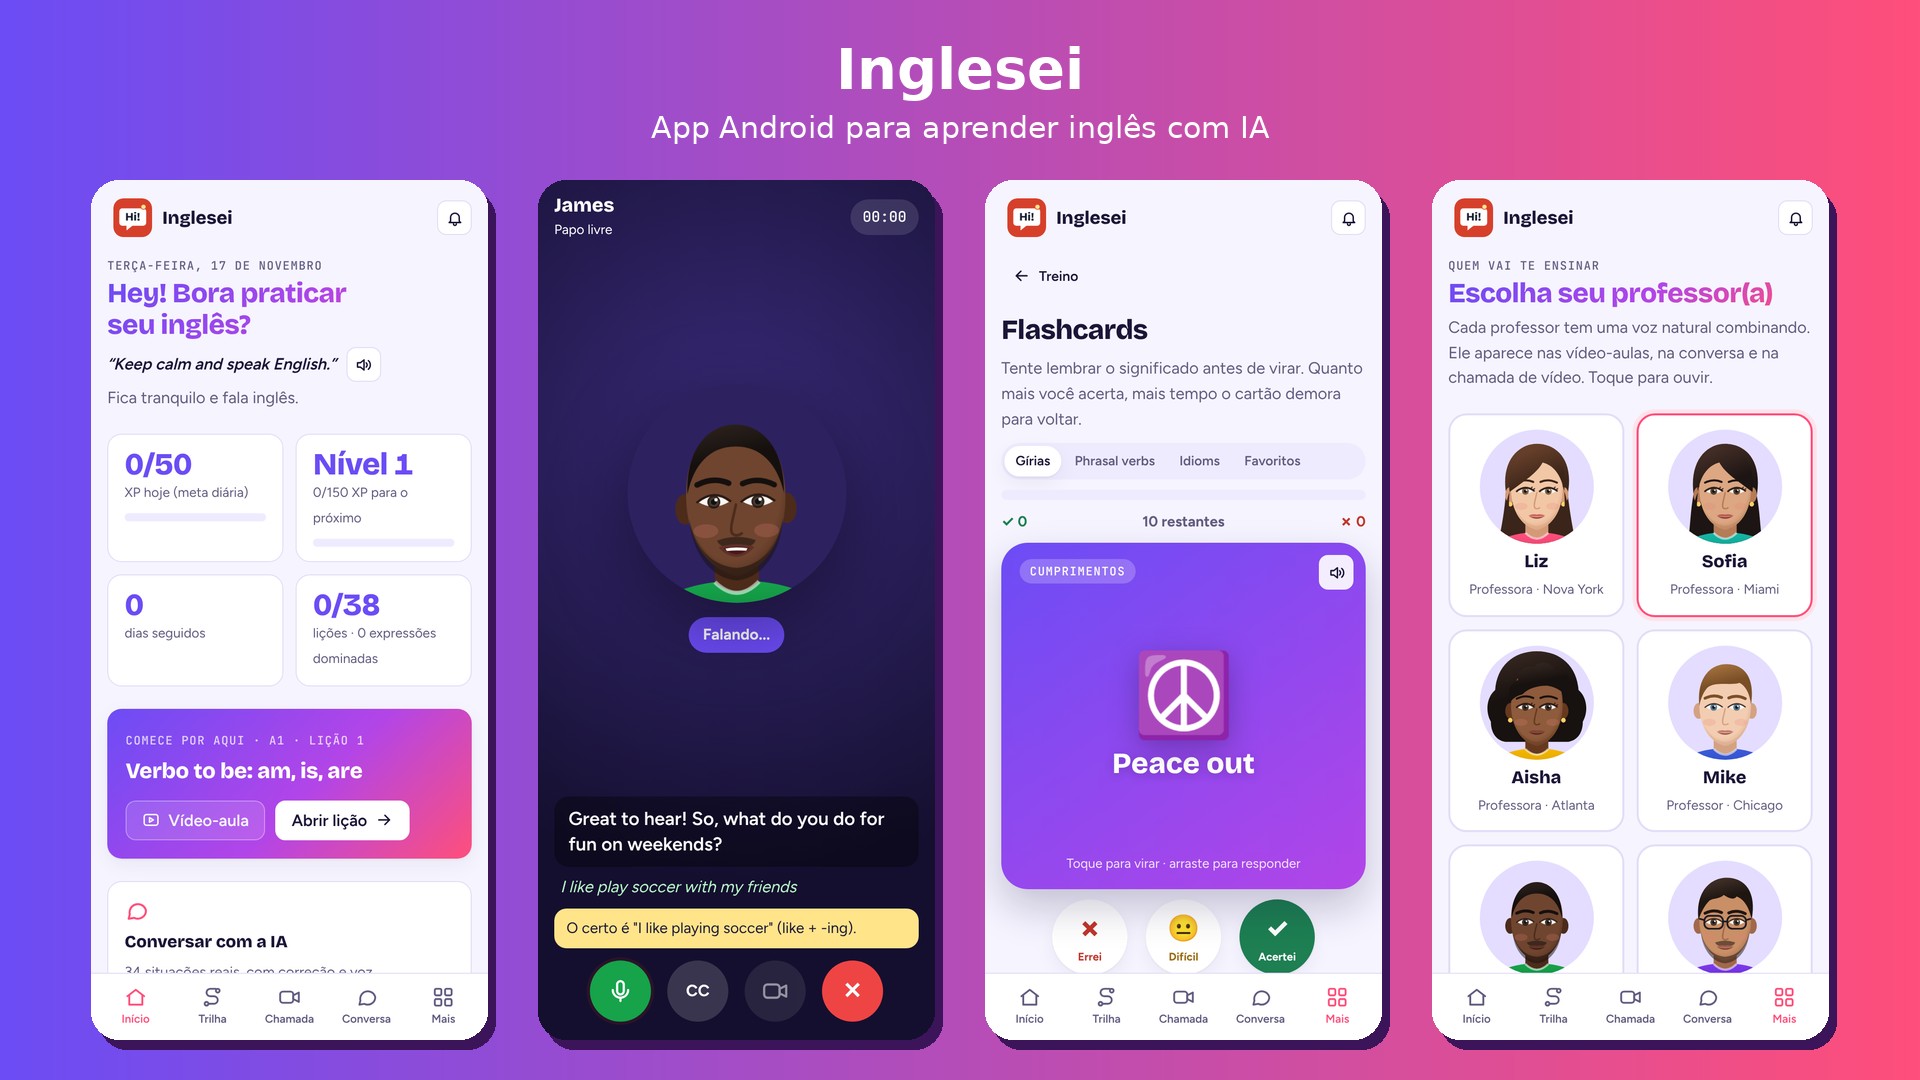 Inglesei
App Android para aprender inglês com IA
Hi!
Inglesei
TERÇA-FEIRA, 17 DE NOVEMBRO
Hey! Bora praticar
seu inglês?
“Keep calm and speak English.”
Fica tranquilo e fala inglês.
0/50
XP hoje (meta diária)
Nível 1
0/150 XP para o
próximo
0
dias seguidos
0/38
lições · 0 expressões
dominadas
COMECE POR AQUI · A1 · LIÇÃO 1
Verbo to be: am, is, are
Vídeo-aula
Abrir lição →
Conversar com a IA
34 situações reais, com correção e voz
Início
Trilha
Chamada
Conversa
Mais
James
Papo livre
00:00
Falando...
Great to hear! So, what do you do for
fun on weekends?
I like play soccer with my friends
O certo é "I like playing soccer" (like + -ing).
CC
Hi!
Inglesei
← Treino
Flashcards
Tente lembrar o significado antes de virar. Quanto
mais você acerta, mais tempo o cartão demora
para voltar.
Gírias
Phrasal verbs
Idioms
Favoritos
✓ 0
10 restantes
× 0
CUMPRIMENTOS
Peace out
Toque para virar · arraste para responder
Errei
Difícil
Acertei
Início
Trilha
Chamada
Conversa
Mais
Hi!
Inglesei
QUEM VAI TE ENSINAR
Escolha seu professor(a)
Cada professor tem uma voz natural combinando.
Ele aparece nas vídeo-aulas, na conversa e na
chamada de vídeo. Toque para ouvir.
Liz
Professora · Nova York
Sofia
Professora · Miami
Aisha
Professora · Atlanta
Mike
Professor · Chicago
Início
Trilha
Chamada
Conversa
Mais